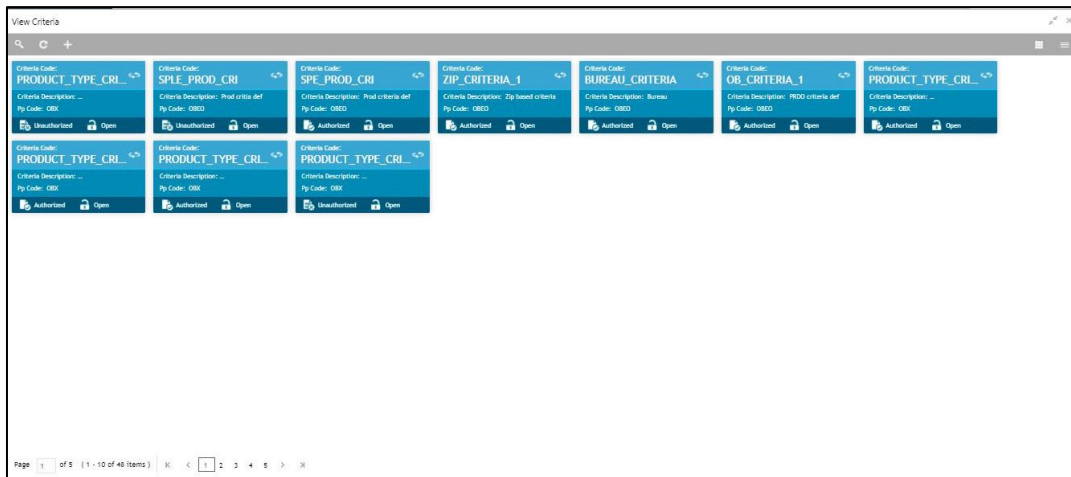 View Criteria
Criteria Code:
PRODUCT_TYPE_CRI...
Criteria Description: ...
Pp Code: OBX
Unauthorized Open
Criteria Code:
SPLE_PROD_CRI
Criteria Description: Prod critia def
Pp Code: OBEO
Unauthorized Open
Criteria Code:
SPE_PROD_CRI
Criteria Description: Prod criteria def
Pp Code: OBEO
Authorized Open
Criteria Code:
ZIP_CRITERIA_1
Criteria Description: Zip based criteria
Pp Code: OBEO
Authorized Open
Criteria Code:
BUREAU_CRITERIA
Criteria Description: Bureau
Pp Code: OBEO
Authorized Open
Criteria Code:
OB_CRITERIA_1
Criteria Description: PRDO criteria def
Pp Code: OBEO
Authorized Open
Criteria Code:
PRODUCT_TYPE_CRI...
Criteria Description: ...
Pp Code: OBX
Authorized Open
Criteria Code:
PRODUCT_TYPE_CRI...
Criteria Description: ...
Pp Code: OBX
Authorized Open
Criteria Code:
PRODUCT_TYPE_CRI...
Criteria Description: ...
Pp Code: OBX
Authorized Open
Criteria Code:
PRODUCT_TYPE_CRI...
Criteria Description: ...
Pp Code: OBX
Unauthorized Open
Page 1 of 5 (1 - 10 of 48 items) 1 2 3 4 5